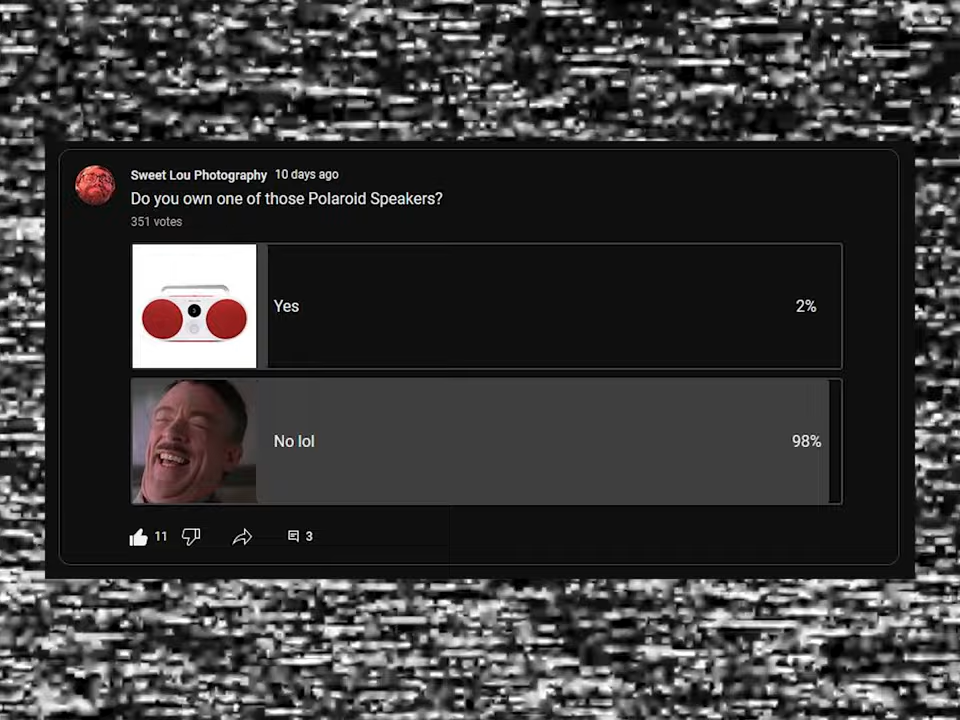 Sweet Lou Photography 10 days ago
Do you own one of those Polaroid Speakers?
351 votes
Yes 2%
No lol 98%
11 3